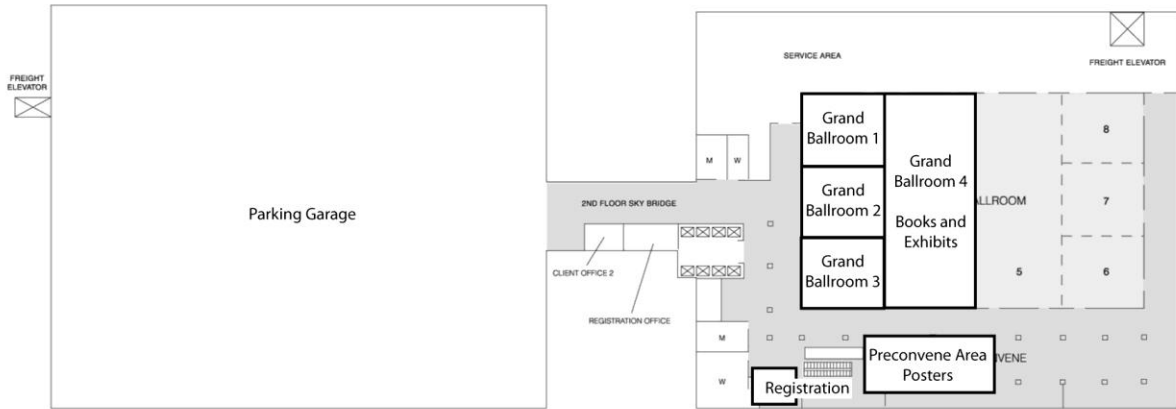 FREIGHT
ELEVATOR
Parking Garage
2ND FLOOR SKY BRIDGE
CLIENT OFFICE 2
REGISTRATION OFFICE
M
W
M
W
SERVICE AREA
FREIGHT ELEVATOR
Grand
Ballroom 1
Grand
Ballroom 2
Grand
Ballroom 3
Grand
Ballroom 4
Books and
Exhibits
ALLROOM
5
8
7
6
Registration
Preconvene Area
Posters
VENE